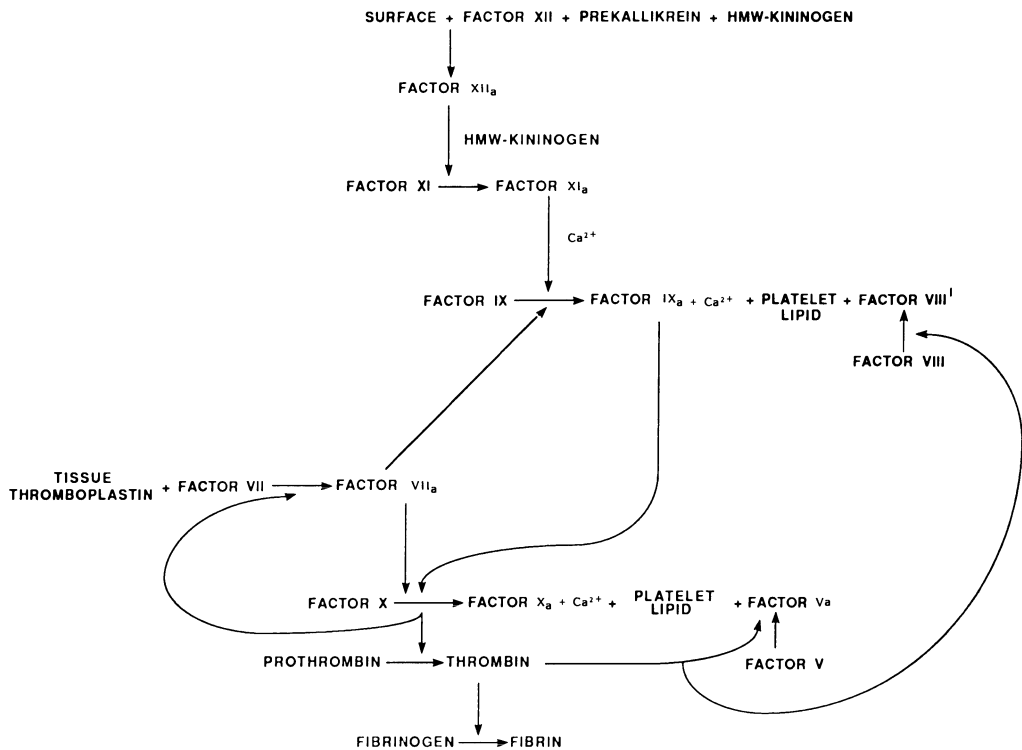 SURFACE + FACTOR XII + PREKALLIKREIN + HMW-KININOGEN
FACTOR XIIa
HMW-KININOGEN
FACTOR XI FACTOR XIa
Ca²⁺
FACTOR IX FACTOR IXa + Ca²⁺ + PLATELET LIPID + FACTOR VIII¹
FACTOR VIII
TISSUE THROMBOPLASTIN + FACTOR VII FACTOR VIIa
FACTOR X FACTOR Xa + Ca²⁺ + PLATELET LIPID + FACTOR Va
PROTHROMBIN THROMBIN FACTOR V
FIBRINOGEN FIBRIN